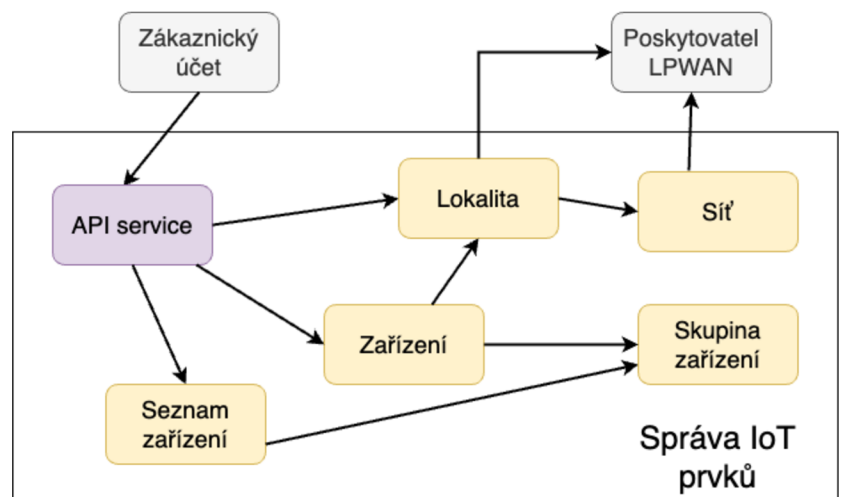 Zákaznický
účet
Poskytovatel
LPWAN
API service
Lokalita
Síť
Zařízení
Skupina
zařízení
Seznam
zařízení
Správa IoT
prvků